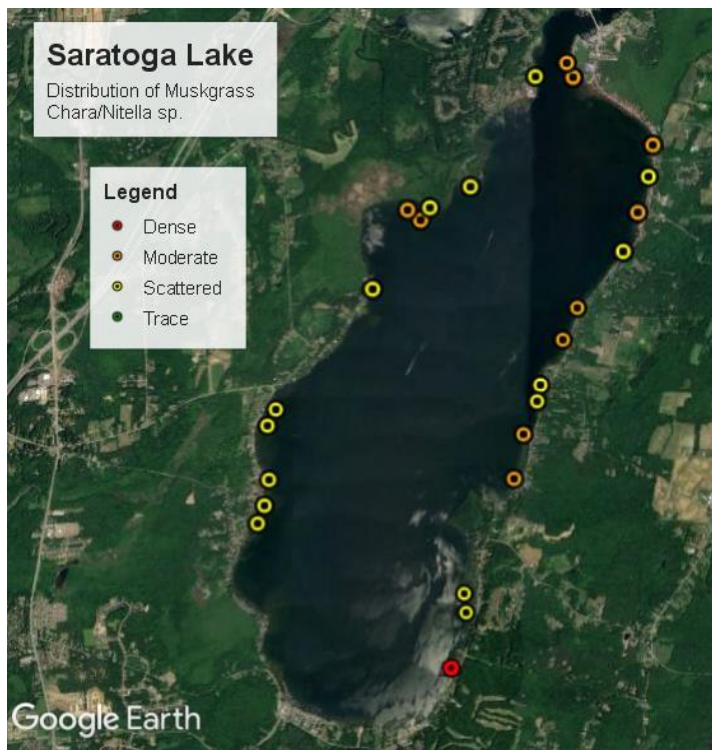 Saratoga Lake
Distribution of Muskgrass
Chara/Nitella sp.
Legend
Dense
Moderate
Scattered
Trace
Google Earth